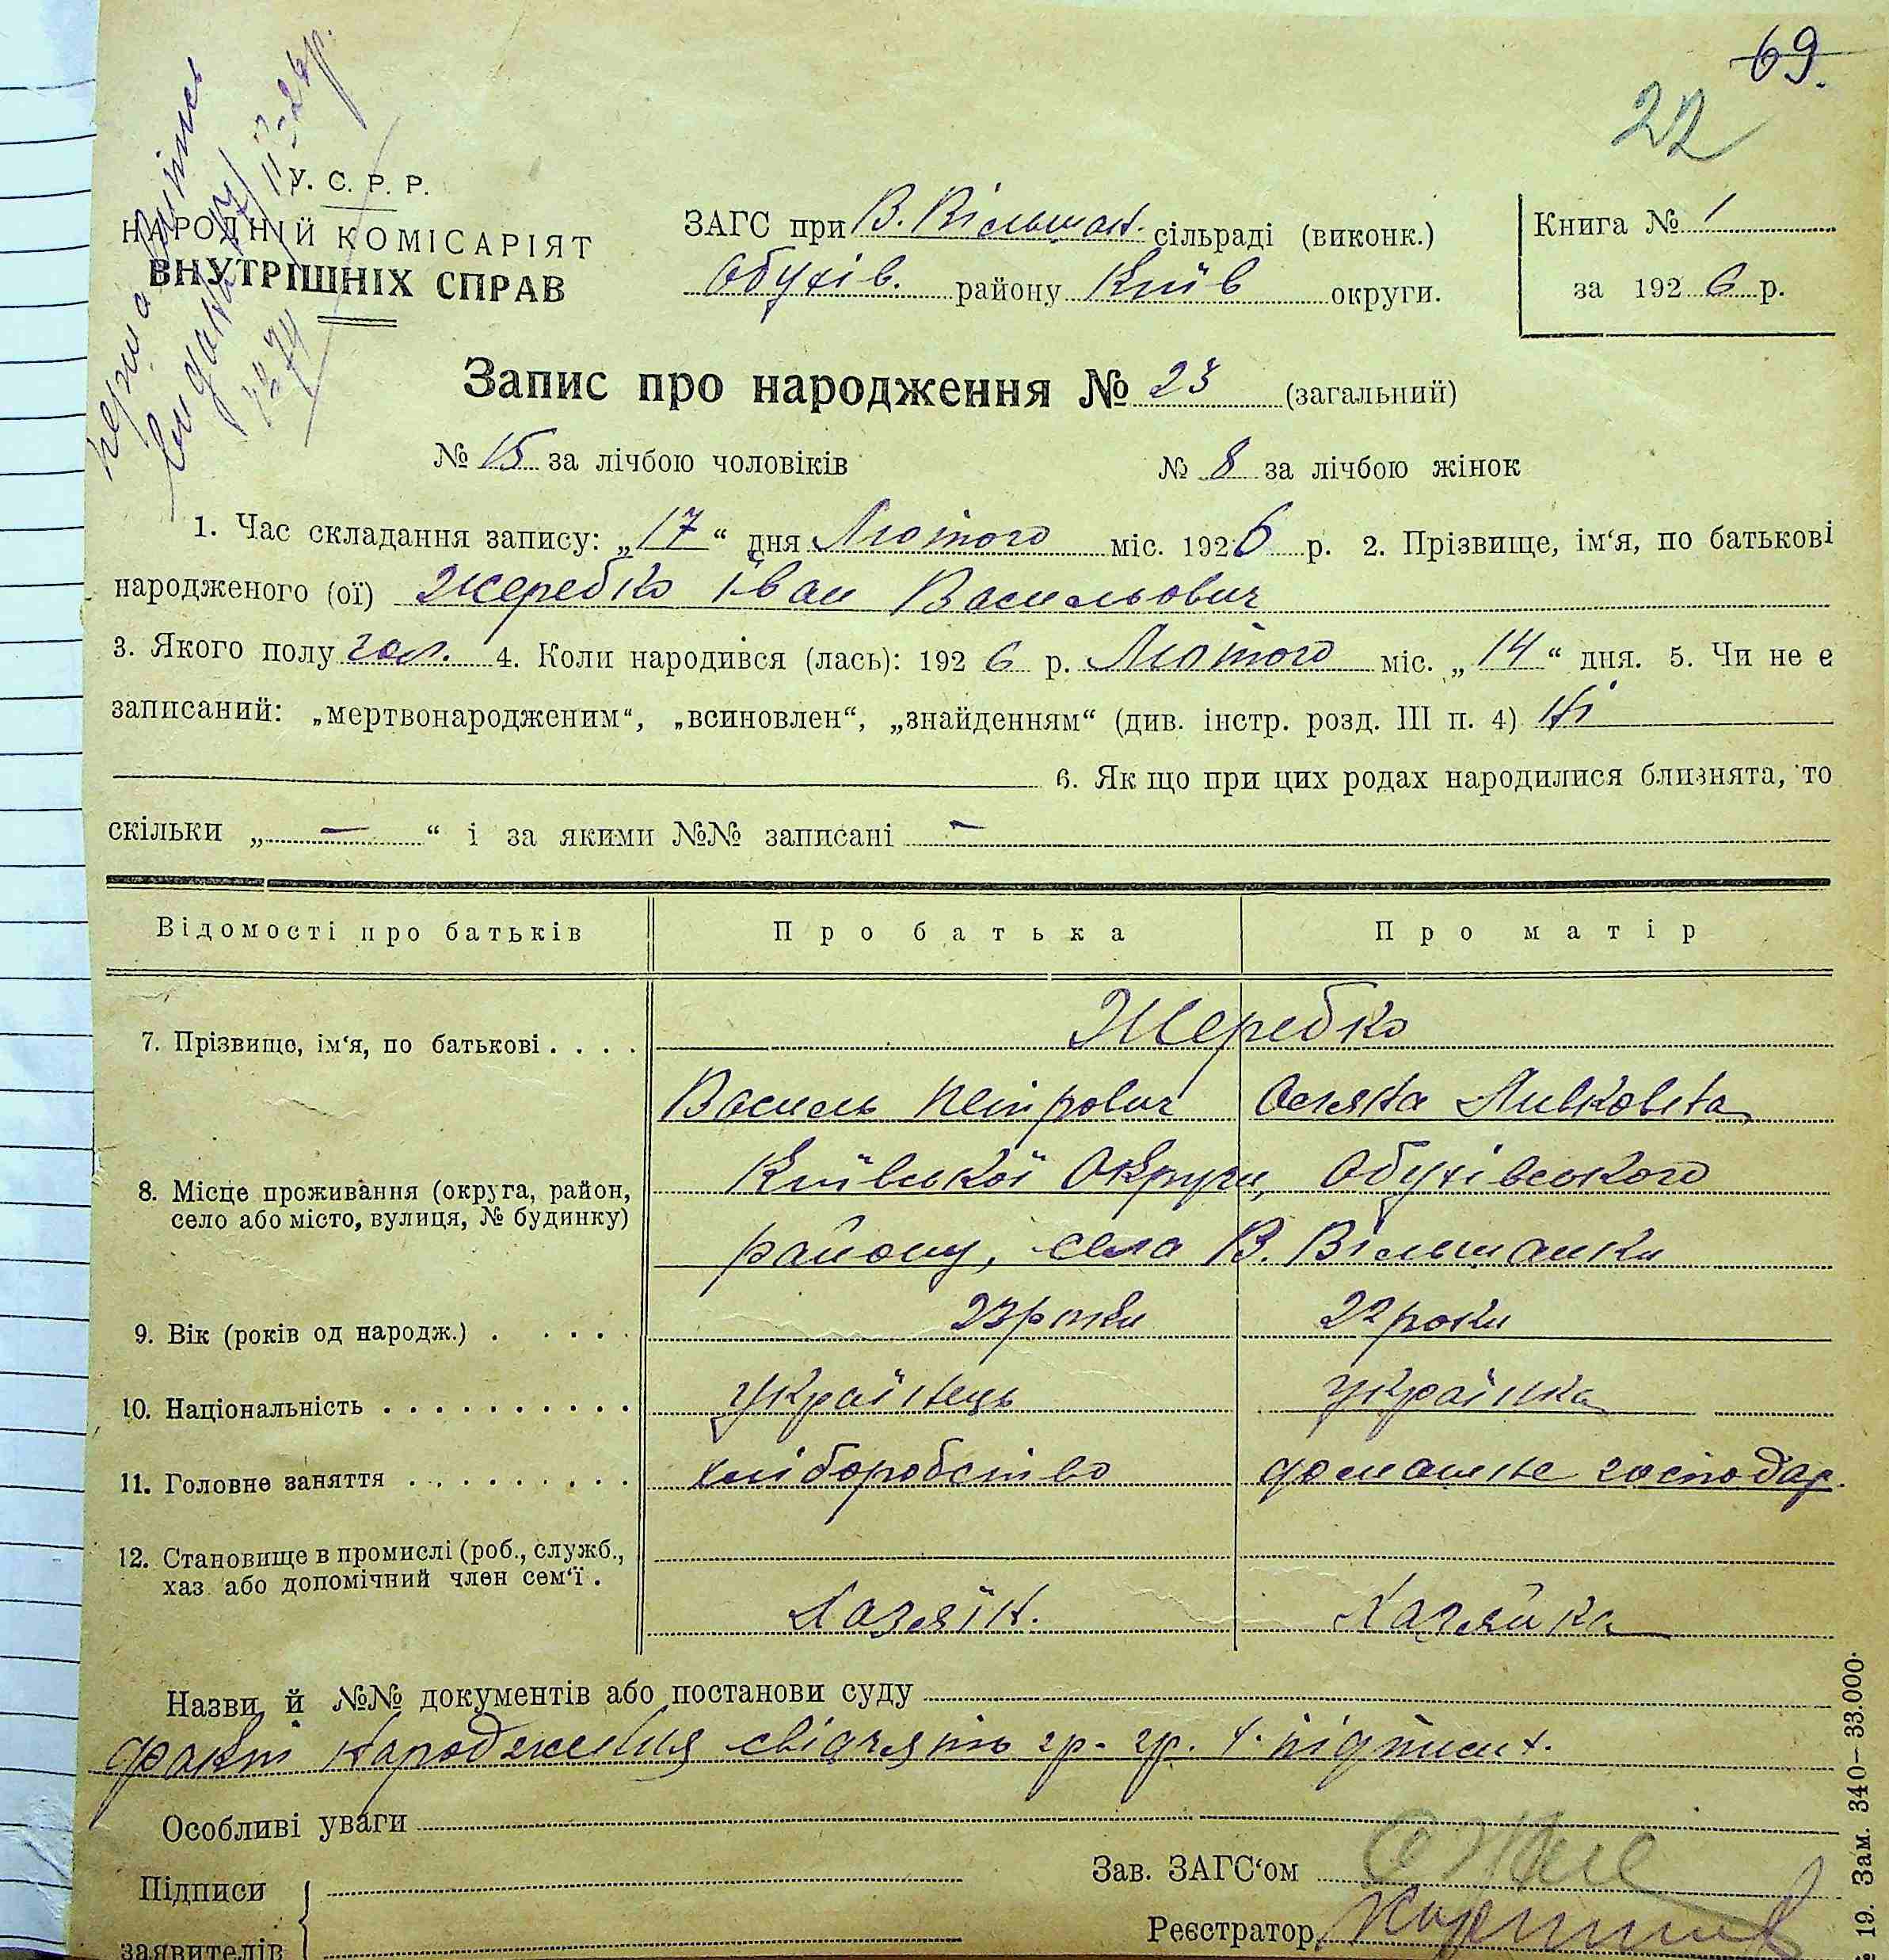 69.
22
У. С. Р. Р.
НАРОДНІЙ КОМІСАРІЯТ
ВНУТРІШНІХ СПРАВ
ЗАГС при В. Вільшан. сільраді (виконк.)
Обухів. району Київ округи.
Книга № 1
за 1926 р.
Запис про народження № 23 (загальний)
№ 15 за лічбою чоловіків № 8 за лічбою жінок
1. Час складання запису: „17“ дня Лютого міс. 1926 р. 2. Прізвище, ім‘я, по батькові
народженого (ої) Жеребко Іван Васильович
3. Якого полу чол. 4. Коли народився (лась): 1926 р. Лютого міс. „14“ дня. 5. Чи не є
записаний: „мертвонародженим“, „всиновлен“, „знайденням“ (див. інстр. розд. III п. 4) Ні
6. Як що при цих родах народилися близнята, то
скільки „—“ і за якими №№ записані —
Відомості про батьків Про батька Про матір
7. Прізвище, ім‘я, по батькові . . . . Жеребко
Василь Петрович
8. Місце проживання (округа, район, Київської Округи, Обухівського
село або місто, вулиця, № будинку)
району, села В. Вільшанки
9. Вік (років од народж.) . . . . . 23 роки 22 роки
10. Національність . . . . . . . . . . Українець Українка
11. Головне заняття . . . . . . . . . хліборобство домашнє господар.
12. Становище в промислі (роб., служб.,
хаз. або допомічний член сем‘ї .
Хазяїн. Хазяйка
Назви й №№ документів або постанови суду
факт народження свідчять гр. гр.
Особливі уваги
Підписи
заявителів
Зав. ЗАГС‘ом
Реєстратор
19. Зам. 340—33.000.